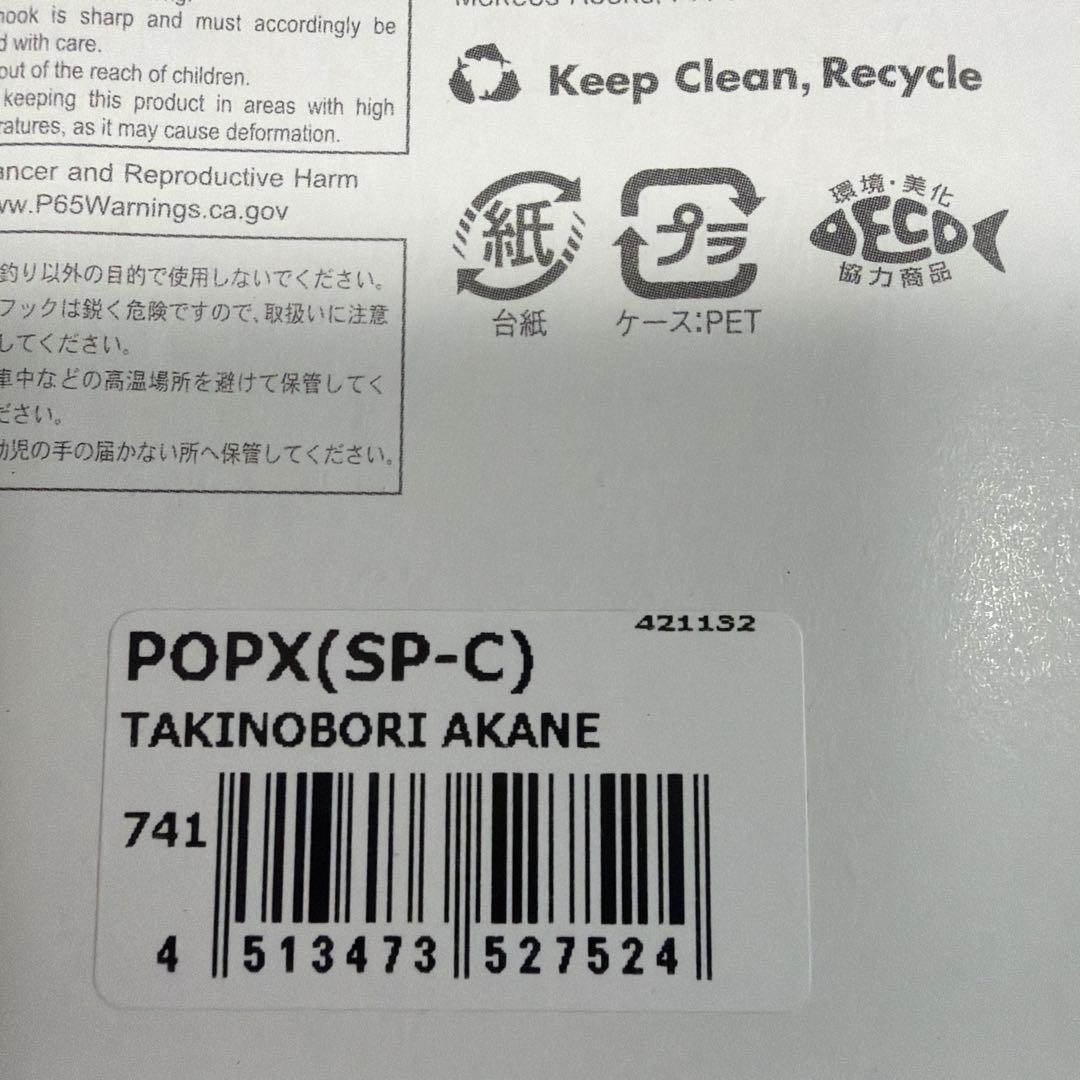 hook is sharp and must accordingly be
with care.
out of the reach of children.
keeping this product in areas with high
as it may cause deformation.
and Reproductive Harm
P65Warnings.ca.gov
釣り以外の目的で使用しないでください。
フックは鋭く危険ですので、取扱いに注意
してください。
車中などの高温場所を避けて保管してく
ださい。
幼児の手の届かない所へ保管してください。
Keep Clean, Recycle
紙
台紙
プラ
ケース:PET
環境・美化
ECO
協力商品
421132
POPX(SP-C)
TAKINOBORI AKANE
741
4 513473 527524